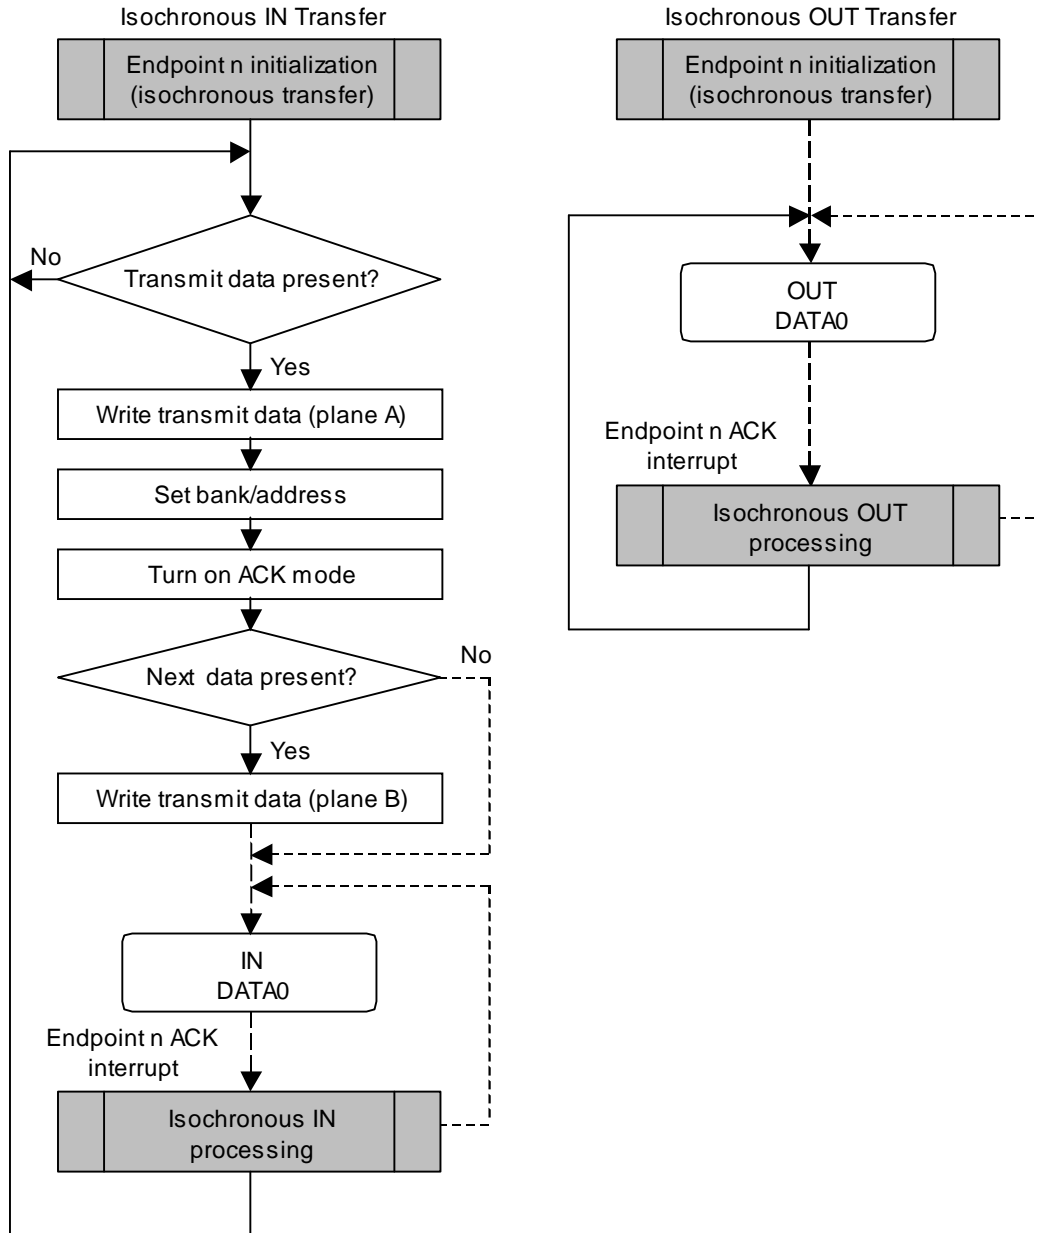 Isochronous IN Transfer
Endpoint n initialization
(isochronous transfer)
No
Transmit data present?
Yes
Write transmit data (plane A)
Set bank/address
Turn on ACK mode
No
Next data present?
Yes
Write transmit data (plane B)
IN
DATA0
Endpoint n ACK
interrupt
Isochronous IN
processing
Isochronous OUT Transfer
Endpoint n initialization
(isochronous transfer)
OUT
DATA0
Endpoint n ACK
interrupt
Isochronous OUT
processing